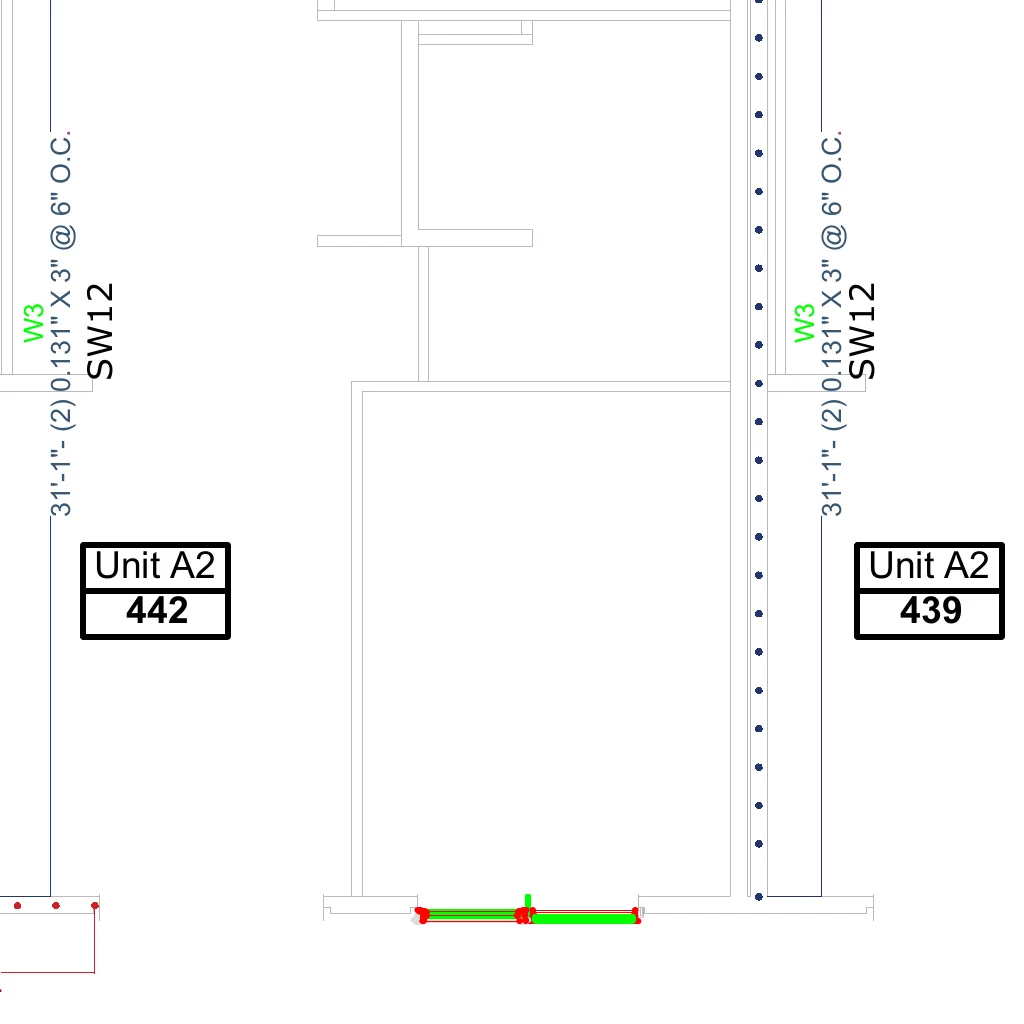 31'-1"- (2) 0.131" X 3" @ 6" O.C.
W3
SW12
Unit A2
442
31'-1"- (2) 0.131" X 3" @ 6" O.C.
W3
SW12
Unit A2
439